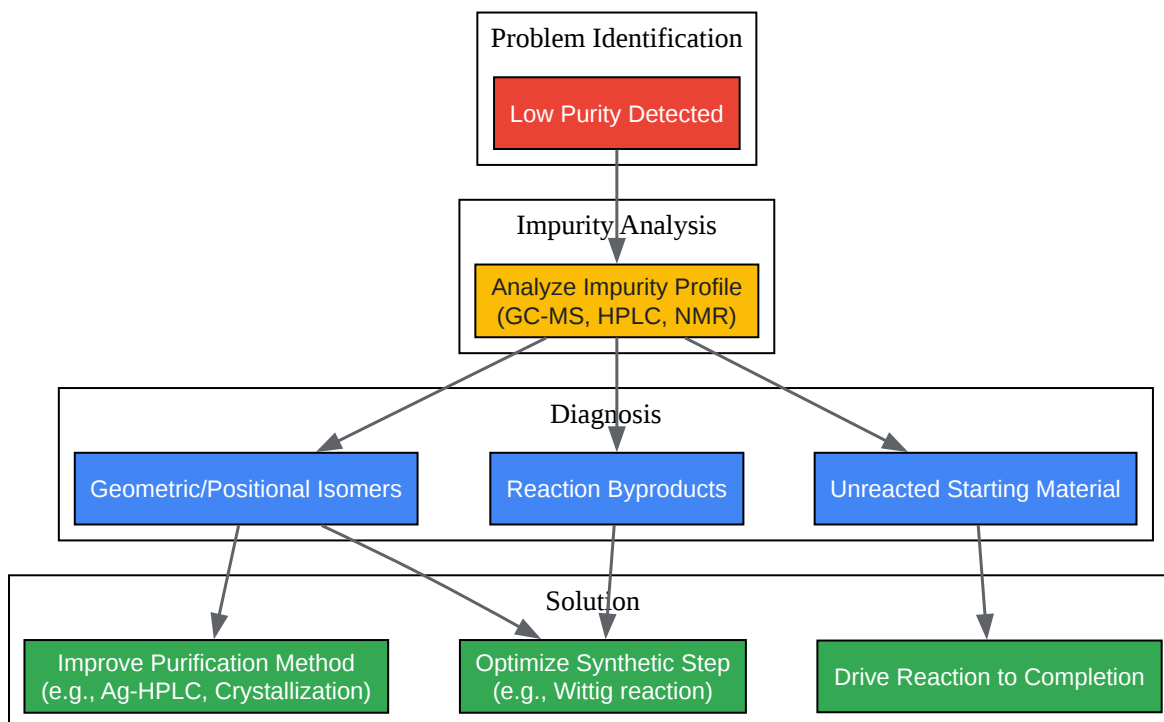 Problem Identification
Low Purity Detected
Impurity Analysis
Analyze Impurity Profile
(GC-MS, HPLC, NMR)
Diagnosis
Geometric/Positional Isomers
Reaction Byproducts
Unreacted Starting Material
Solution
Improve Purification Method
(e.g., Ag-HPLC, Crystallization)
Optimize Synthetic Step
(e.g., Wittig reaction)
Drive Reaction to Completion